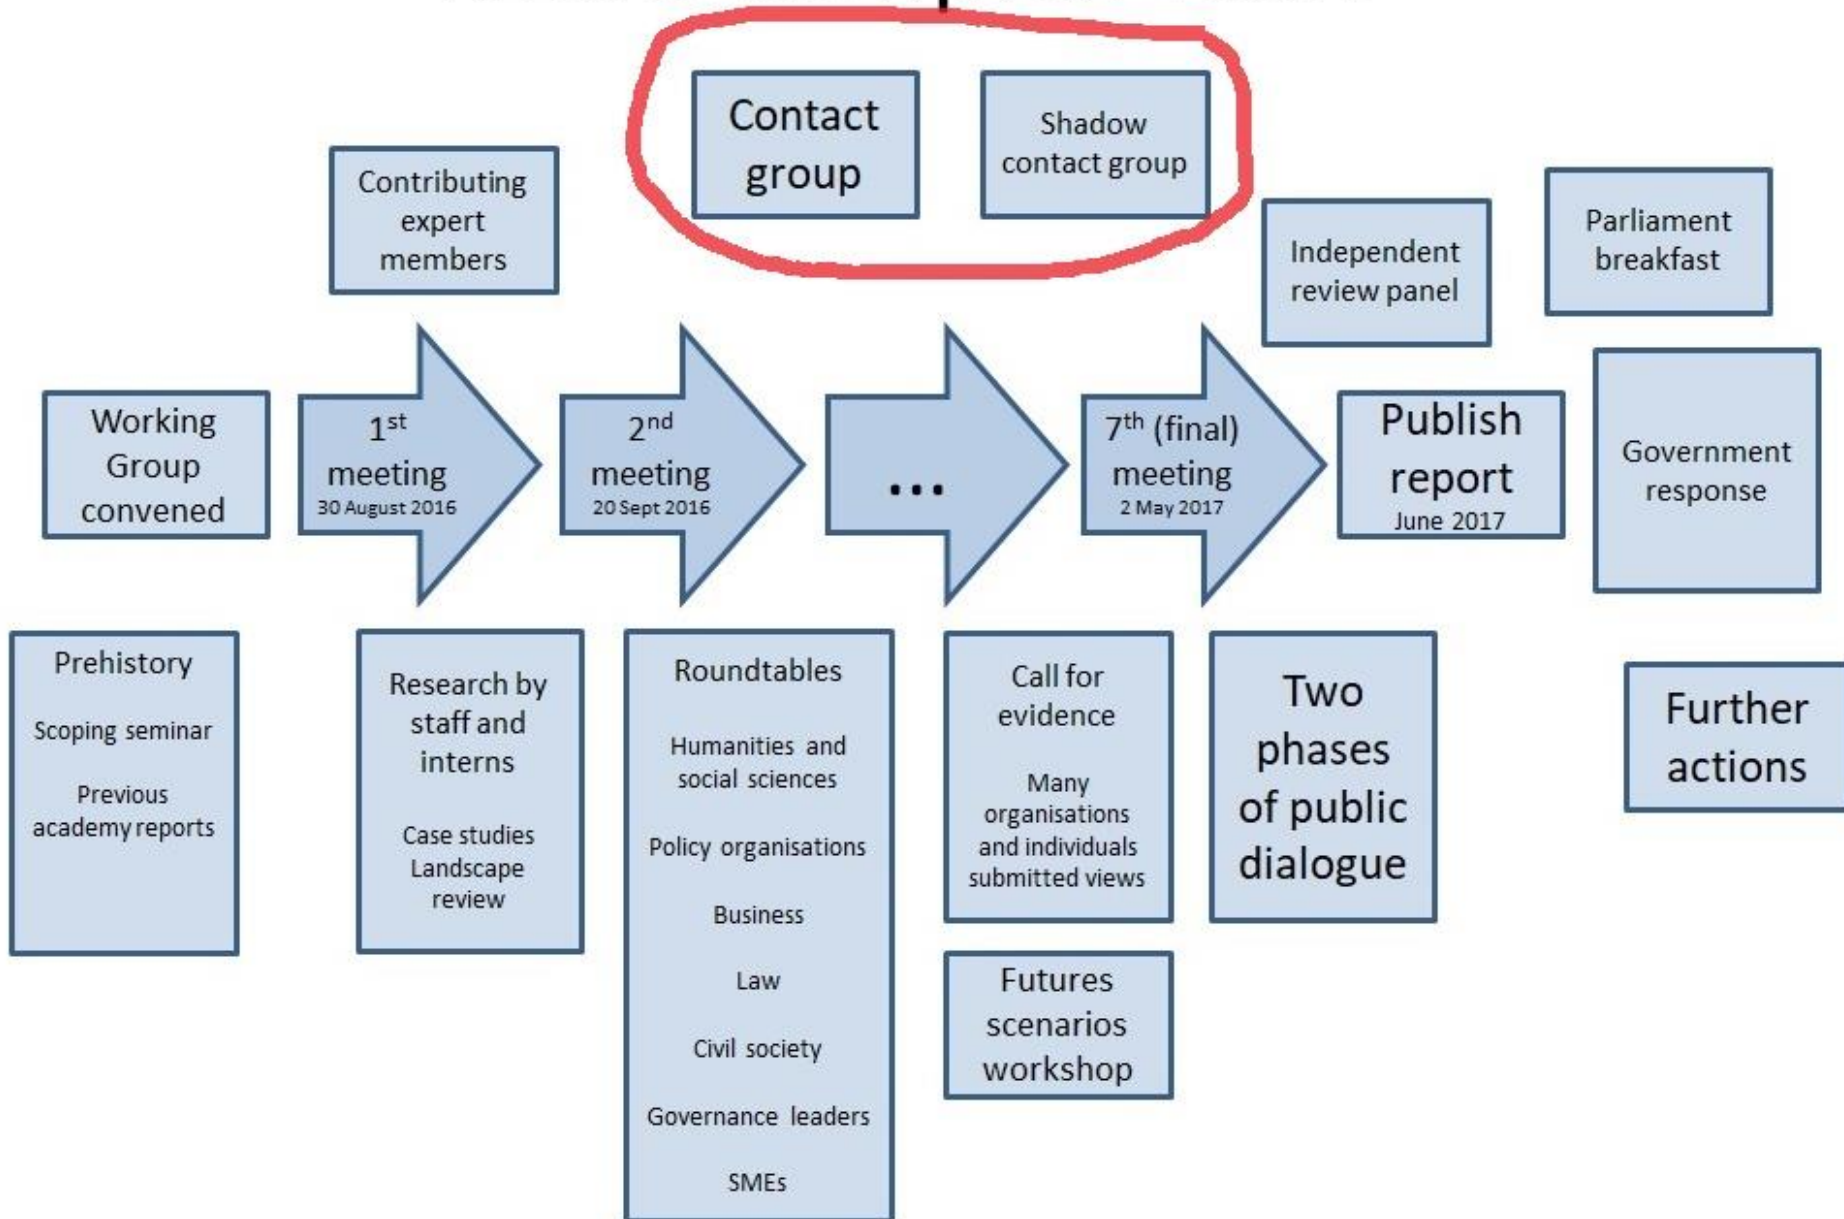 Contact
group
Shadow
contact group
Contributing
expert
members
Independent
review panel
Parliament
breakfast
Working
Group
convened
1st
meeting
30 August 2016
2nd
meeting
20 Sept 2016
...
7th (final)
meeting
2 May 2017
Publish
report
June 2017
Government
response
Prehistory
Scoping seminar
Previous
academy reports
Research by
staff and
interns
Case studies
Landscape
review
Roundtables
Humanities and
social sciences
Policy organisations
Business
Law
Civil society
Governance leaders
SMEs
Call for
evidence
Many
organisations
and individuals
submitted views
Futures
scenarios
workshop
Two
phases
of public
dialogue
Further
actions